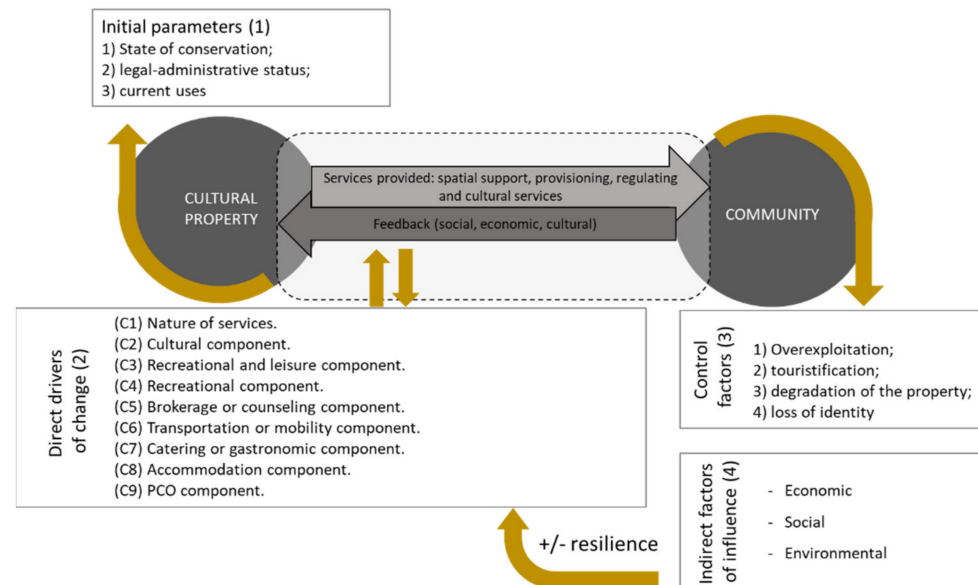 Initial parameters (1)
1) State of conservation;
2) legal-administrative status;
3) current uses
CULTURAL
PROPERTY
Services provided: spatial support, provisioning, regulating
and cultural services
Feedback (social, economic, cultural)
COMMUNITY
Direct drivers
of change (2)
(C1) Nature of services.
(C2) Cultural component.
(C3) Recreational and leisure component.
(C4) Recreational component.
(C5) Brokerage or counseling component.
(C6) Transportation or mobility component.
(C7) Catering or gastronomic component.
(C8) Accommodation component.
(C9) PCO component.
Control
factors (3)
1) Overexploitation;
2) touristification;
3) degradation of the property;
4) loss of identity
Indirect factors
of influence (4)
- Economic
- Social
- Environmental
+/- resilience